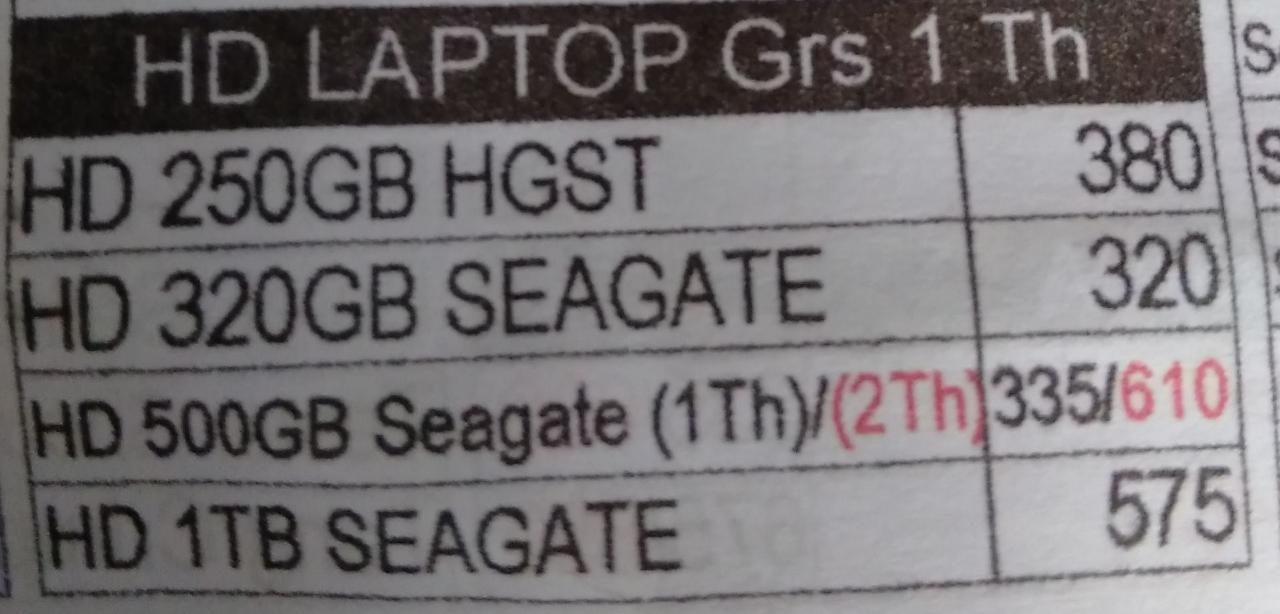 HD LAPTOP Grs 1 Th
HD 250GB HGST 380
HD 320GB SEAGATE 320
HD 500GB Seagate (1Th)/(2Th) 335/610
HD 1TB SEAGATE 575